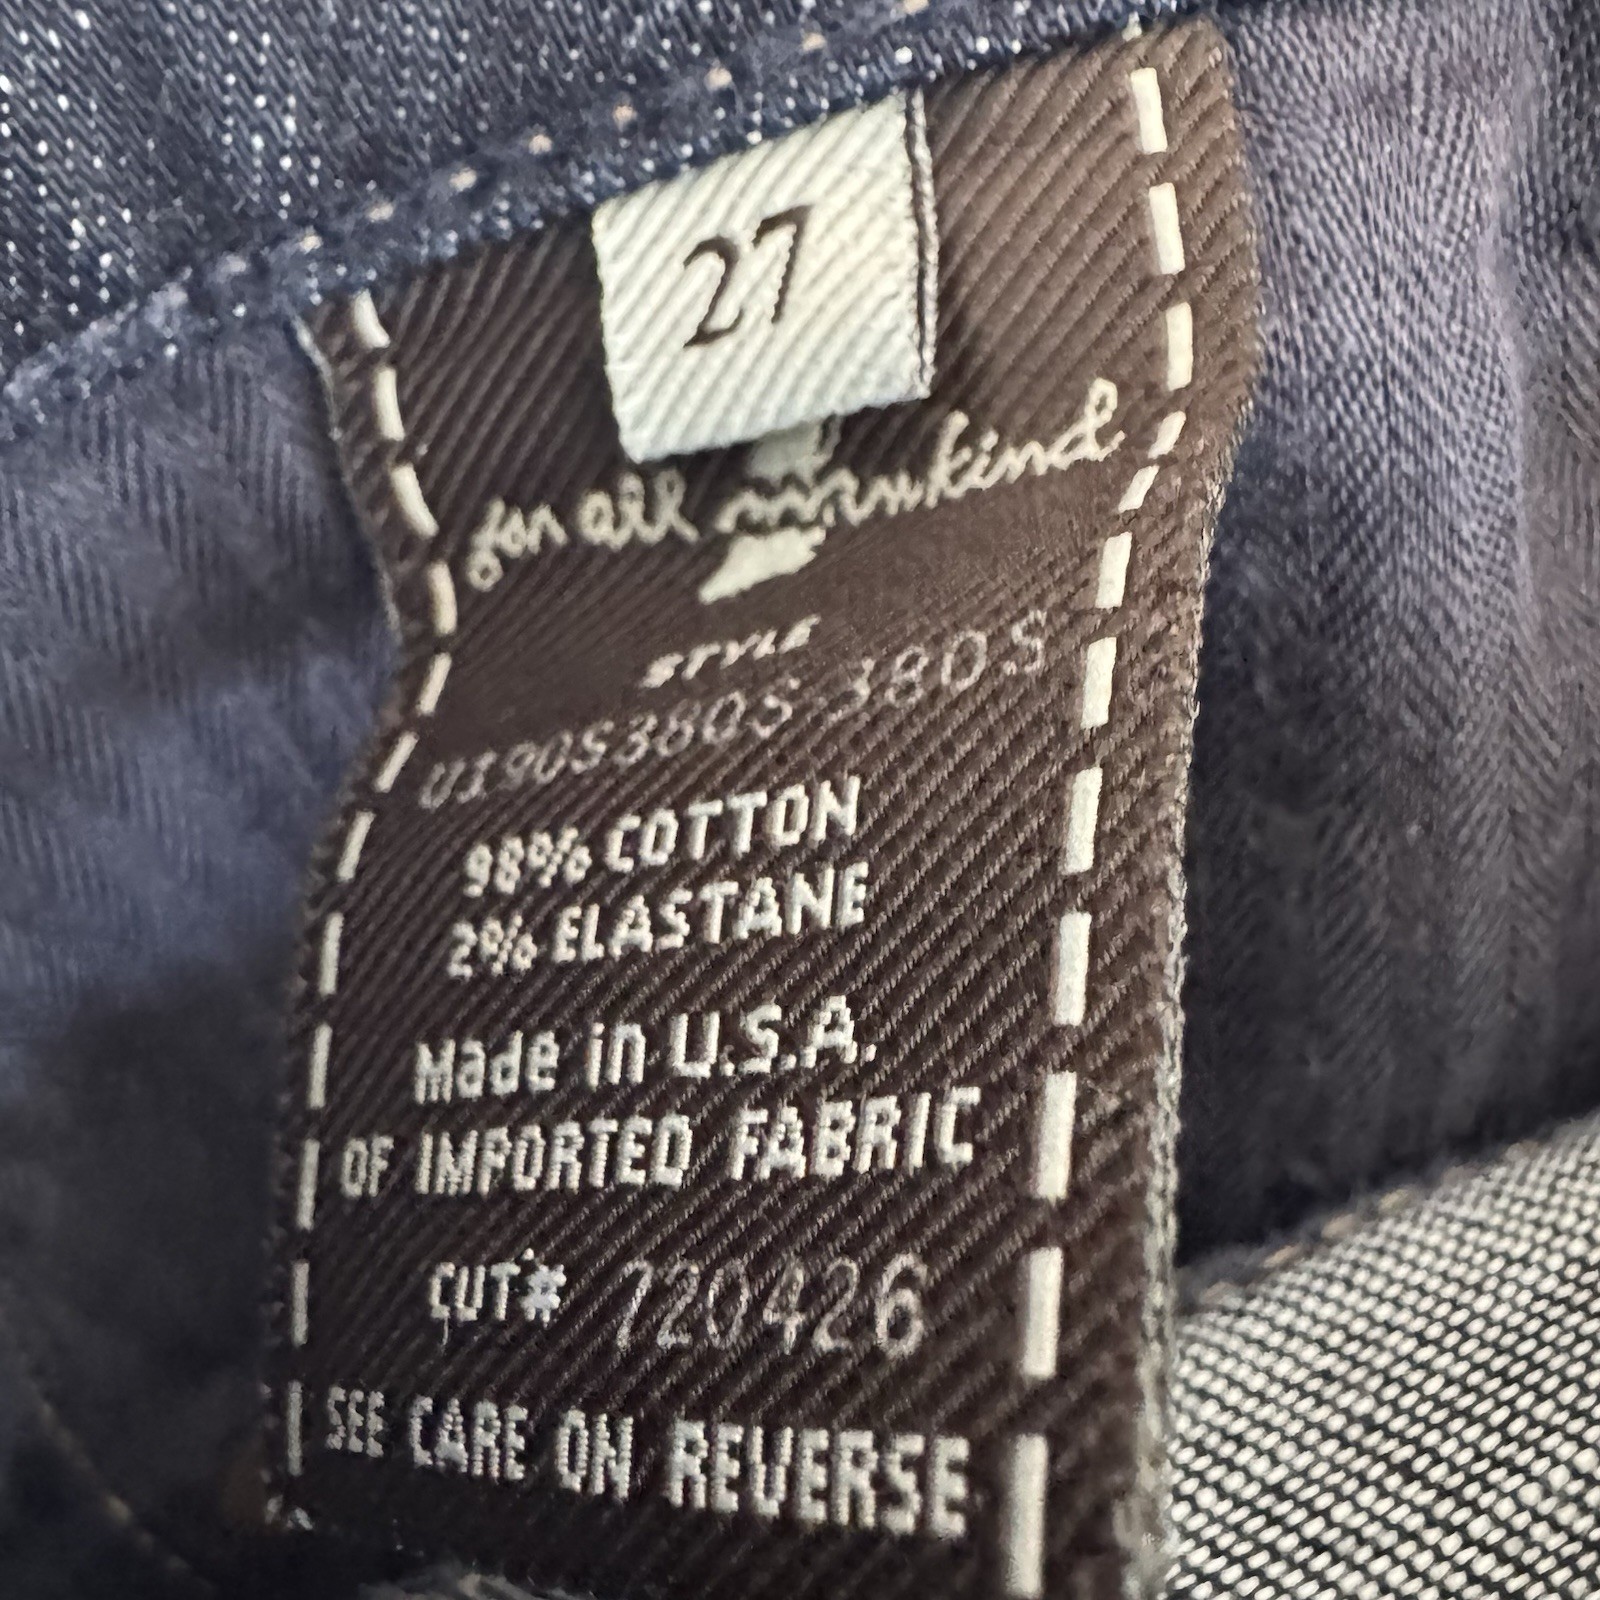 27
for all mankind
STYLE
UI90S380S-380S
98% COTTON
2% ELASTANE
Made in U.S.A.
OF IMPORTED FABRIC
CUT# 720426
SEE CARE ON REVERSE